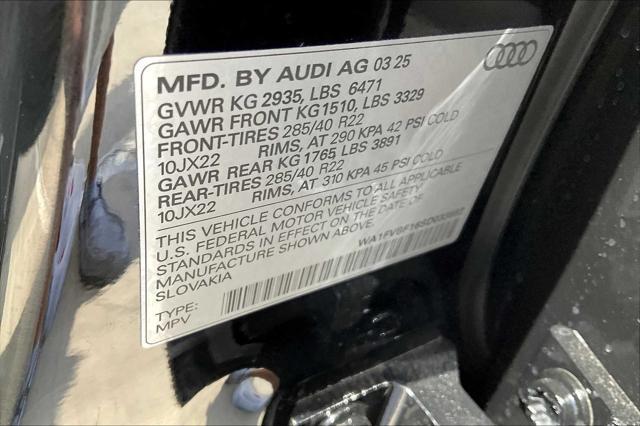 MFD. BY AUDI AG 03 25
GVWR KG 2935, LBS 6471
GAWR FRONT KG 1510, LBS 3329
FRONT-TIRES 285/40 R22
10JX22 RIMS, AT 290 KPA 42 PSI COLD
GAWR REAR KG 1765 LBS 3891
REAR-TIRES 285/40 R22
10JX22 RIMS, AT 310 KPA 45 PSI COLD
THIS VEHICLE CONFORMS TO ALL APPLICABLE
U.S. FEDERAL MOTOR VEHICLE SAFETY
STANDARDS IN EFFECT ON THE DATE OF
MANUFACTURE SHOWN ABOVE.
SLOVAKIA
TYPE:
MPV